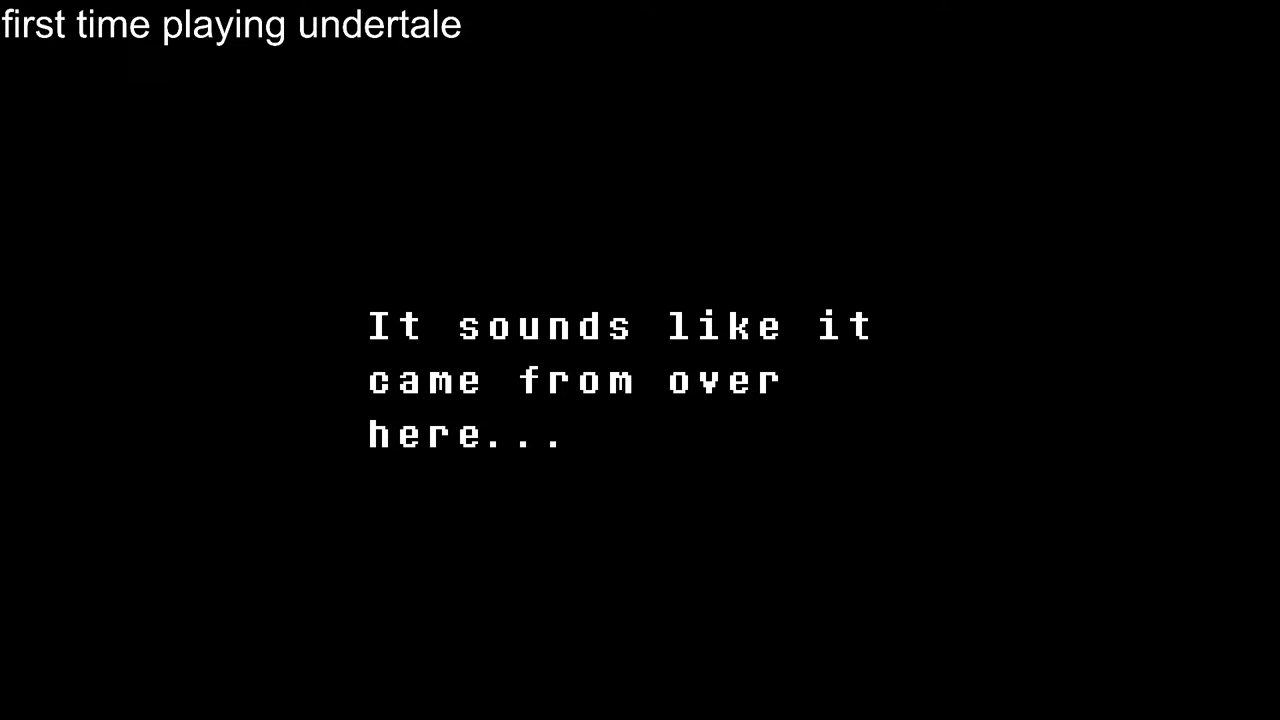 first time playing undertale
It sounds like it
came from over
here...